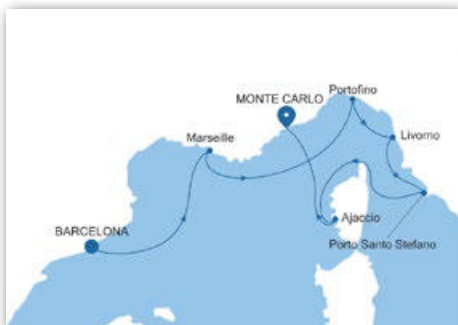 Portofino
MONTE CARLO
Livorno
Marseille
Ajaccio
BARCELONA
Porto Santo Stefano